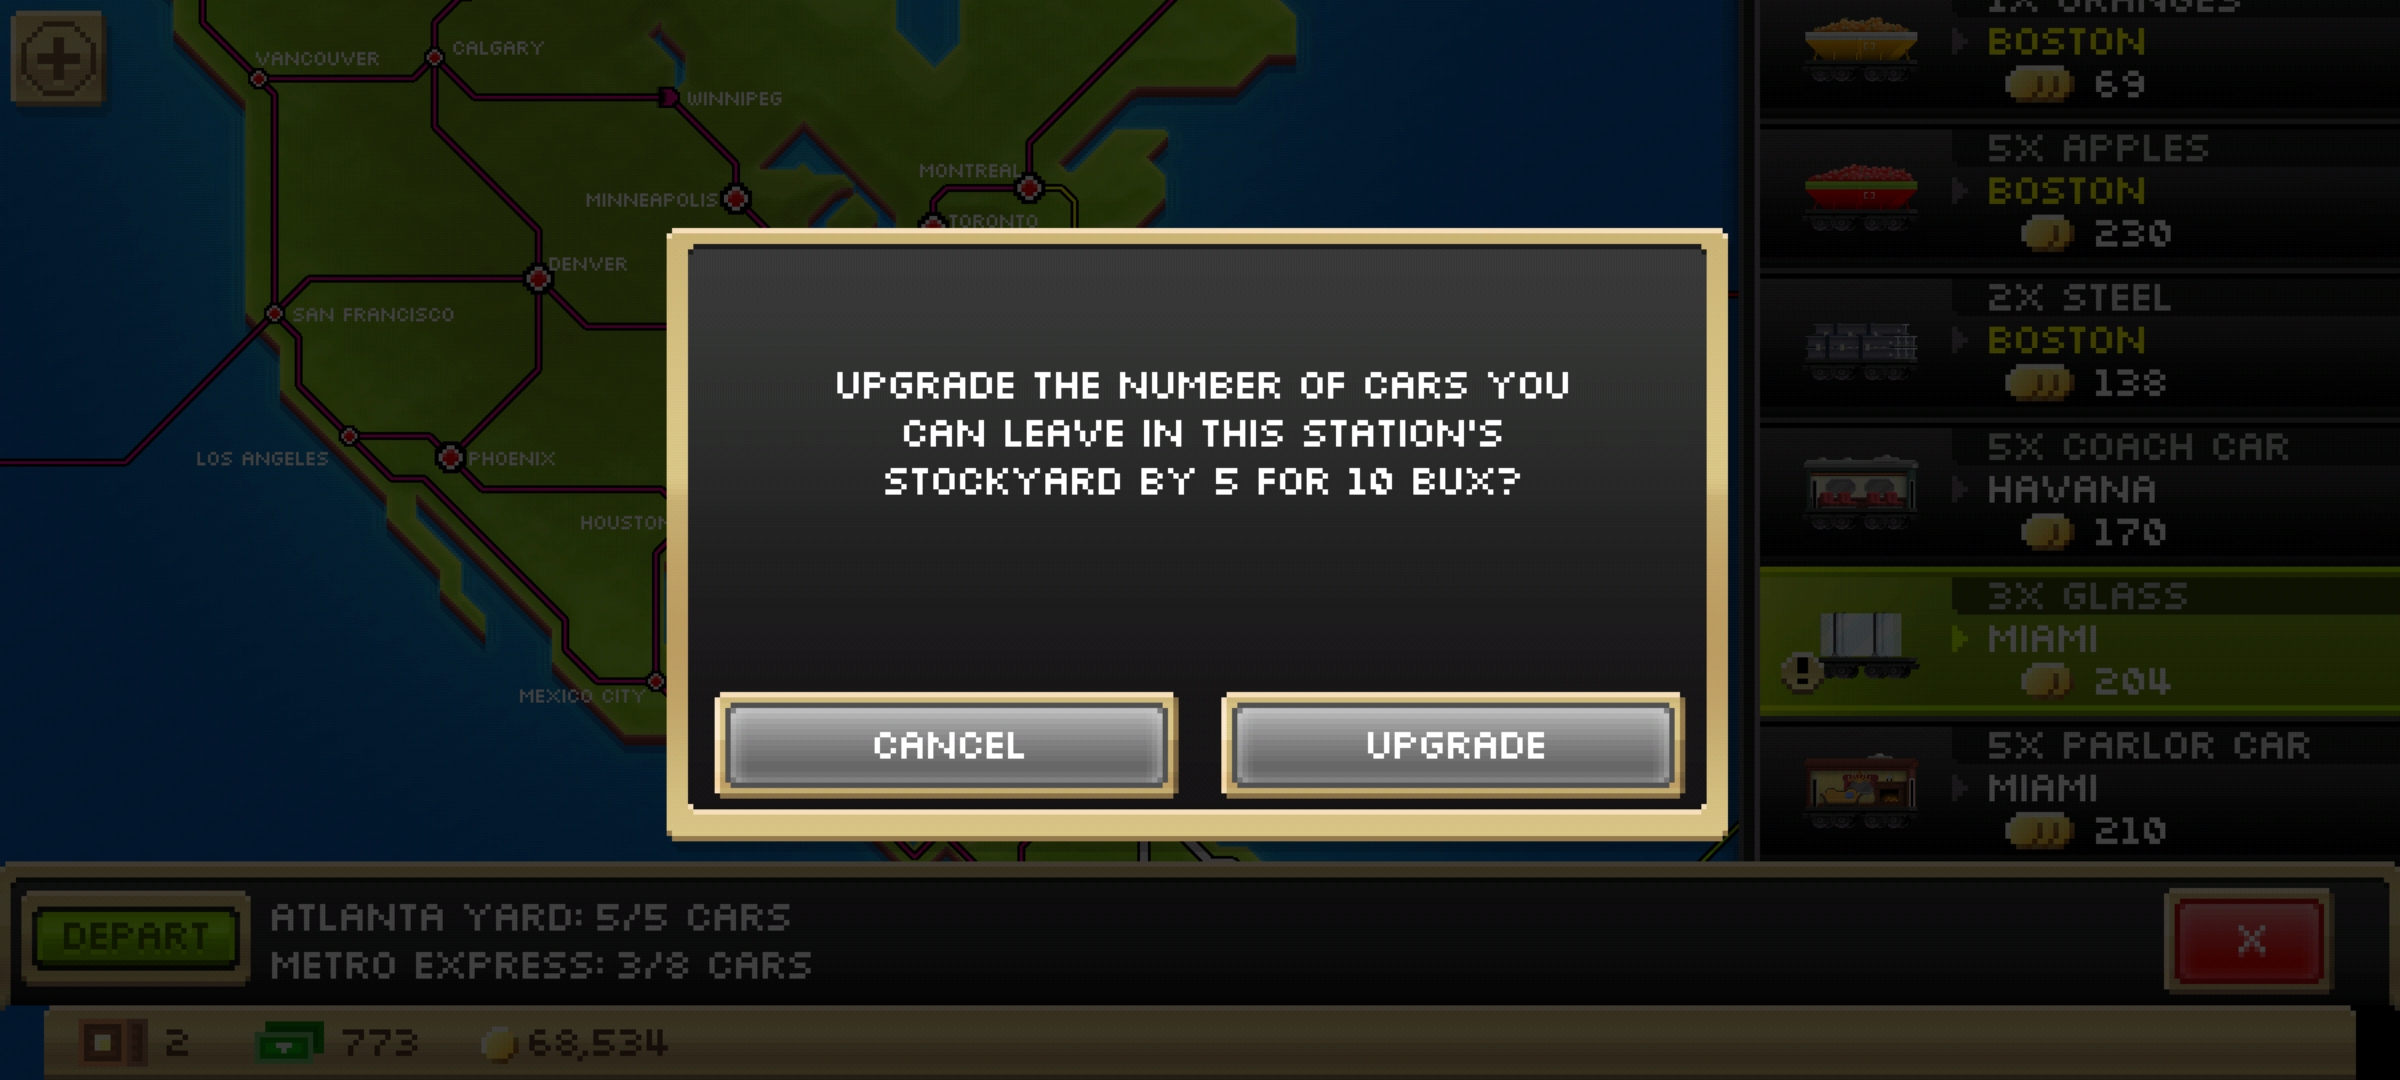 VANCOUVER
CALGARY
WINNIPEG
MONTREAL
MINNEAPOLIS
TORONTO
DENVER
SAN FRANCISCO
LOS ANGELES
PHOENIX
HOUSTON
MEXICO CITY
UPGRADE THE NUMBER OF CARS YOU
CAN LEAVE IN THIS STATION'S
STOCKYARD BY 5 FOR 10 BUX?
CANCEL
UPGRADE
1X ORANGES
BOSTON
69
5X APPLES
BOSTON
230
2X STEEL
BOSTON
138
5X COACH CAR
HAVANA
170
3X GLASS
MIAMI
! 204
5X PARLOR CAR
MIAMI
210
DEPART
ATLANTA YARD: 5/5 CARS
METRO EXPRESS: 3/8 CARS
X
2 773 68,534